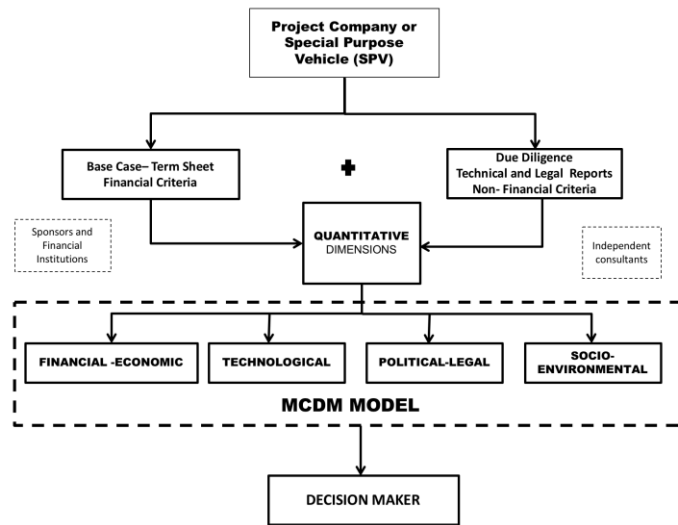 Project Company or
Special Purpose
Vehicle (SPV)
Base Case– Term Sheet
Financial Criteria
Due Diligence
Technical and Legal Reports
Non- Financial Criteria
Sponsors and
Financial
Institutions
QUANTITATIVE
DIMENSIONS
Independent
consultants
FINANCIAL -ECONOMIC
TECHNOLOGICAL
POLITICAL-LEGAL
SOCIO-
ENVIRONMENTAL
MCDM MODEL
DECISION MAKER